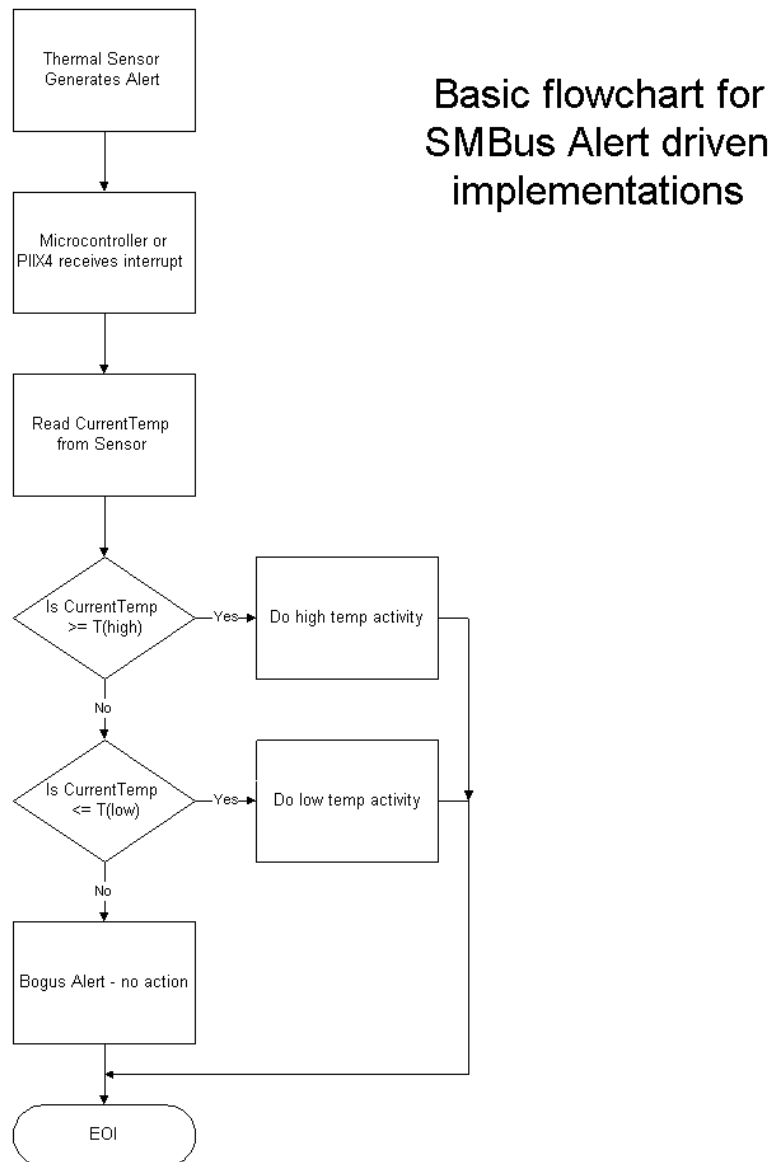 Basic flowchart for
SMBus Alert driven
implementations
Thermal Sensor
Generates Alert
Microcontroller or
PIIX4 receives interrupt
Read CurrentTemp
from Sensor
Is CurrentTemp
>= T(high)
Yes
Do high temp activity
No
Is CurrentTemp
<= T(low)
Yes
Do low temp activity
No
Bogus Alert - no action
EOI